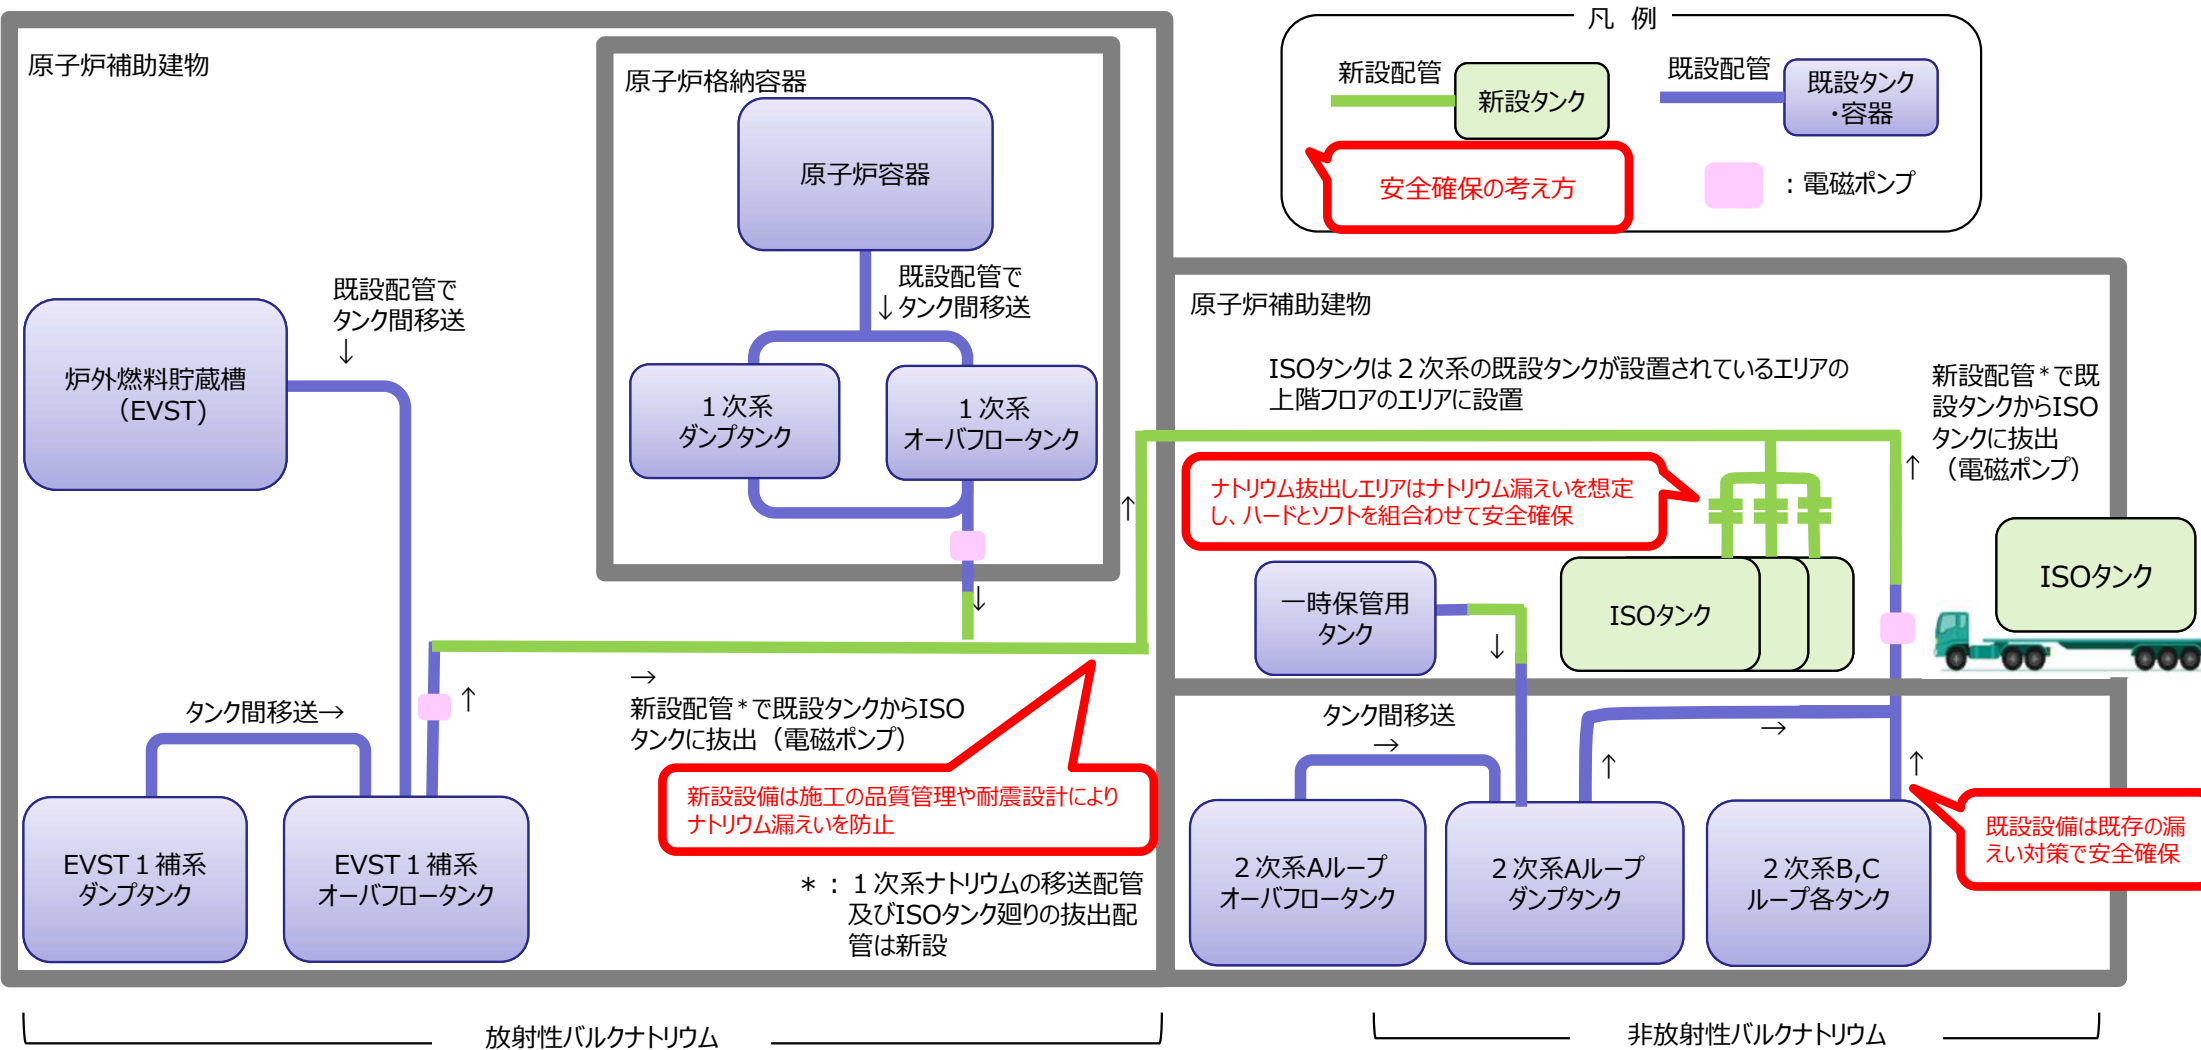 原子炉補助建物
原子炉格納容器
原子炉容器
既設配管で
↓タンク間移送
１次系
ダンプタンク
１次系
オーバフロータンク
↓
既設配管で
タンク間移送
↓
炉外燃料貯蔵槽
（EVST)
タンク間移送→
↑
EVST１補系
ダンプタンク
EVST１補系
オーバフロータンク
→
新設配管*で既設タンクからISO
タンクに抜出（電磁ポンプ）
新設設備は施工の品質管理や耐震設計により
ナトリウム漏えいを防止
*：１次系ナトリウムの移送配管
及びISOタンク廻りの抜出配
管は新設
↑
凡 例
新設配管
新設タンク
既設配管
既設タンク
・容器
安全確保の考え方
：電磁ポンプ
原子炉補助建物
ISOタンクは２次系の既設タンクが設置されているエリアの
上階フロアのエリアに設置
新設配管*で既
設タンクからISO
タンクに抜出
（電磁ポンプ）
↑
ナトリウム抜出しエリアはナトリウム漏えいを想定
し、ハードとソフトを組合わせて安全確保
一時保管用
タンク
↓
ISOタンク
ISOタンク
タンク間移送
→
↑
→
↑
２次系Aループ
オーバフロータンク
２次系Aループ
ダンプタンク
２次系B,C
ループ各タンク
既設設備は既存の漏
えい対策で安全確保
放射性バルクナトリウム
非放射性バルクナトリウム